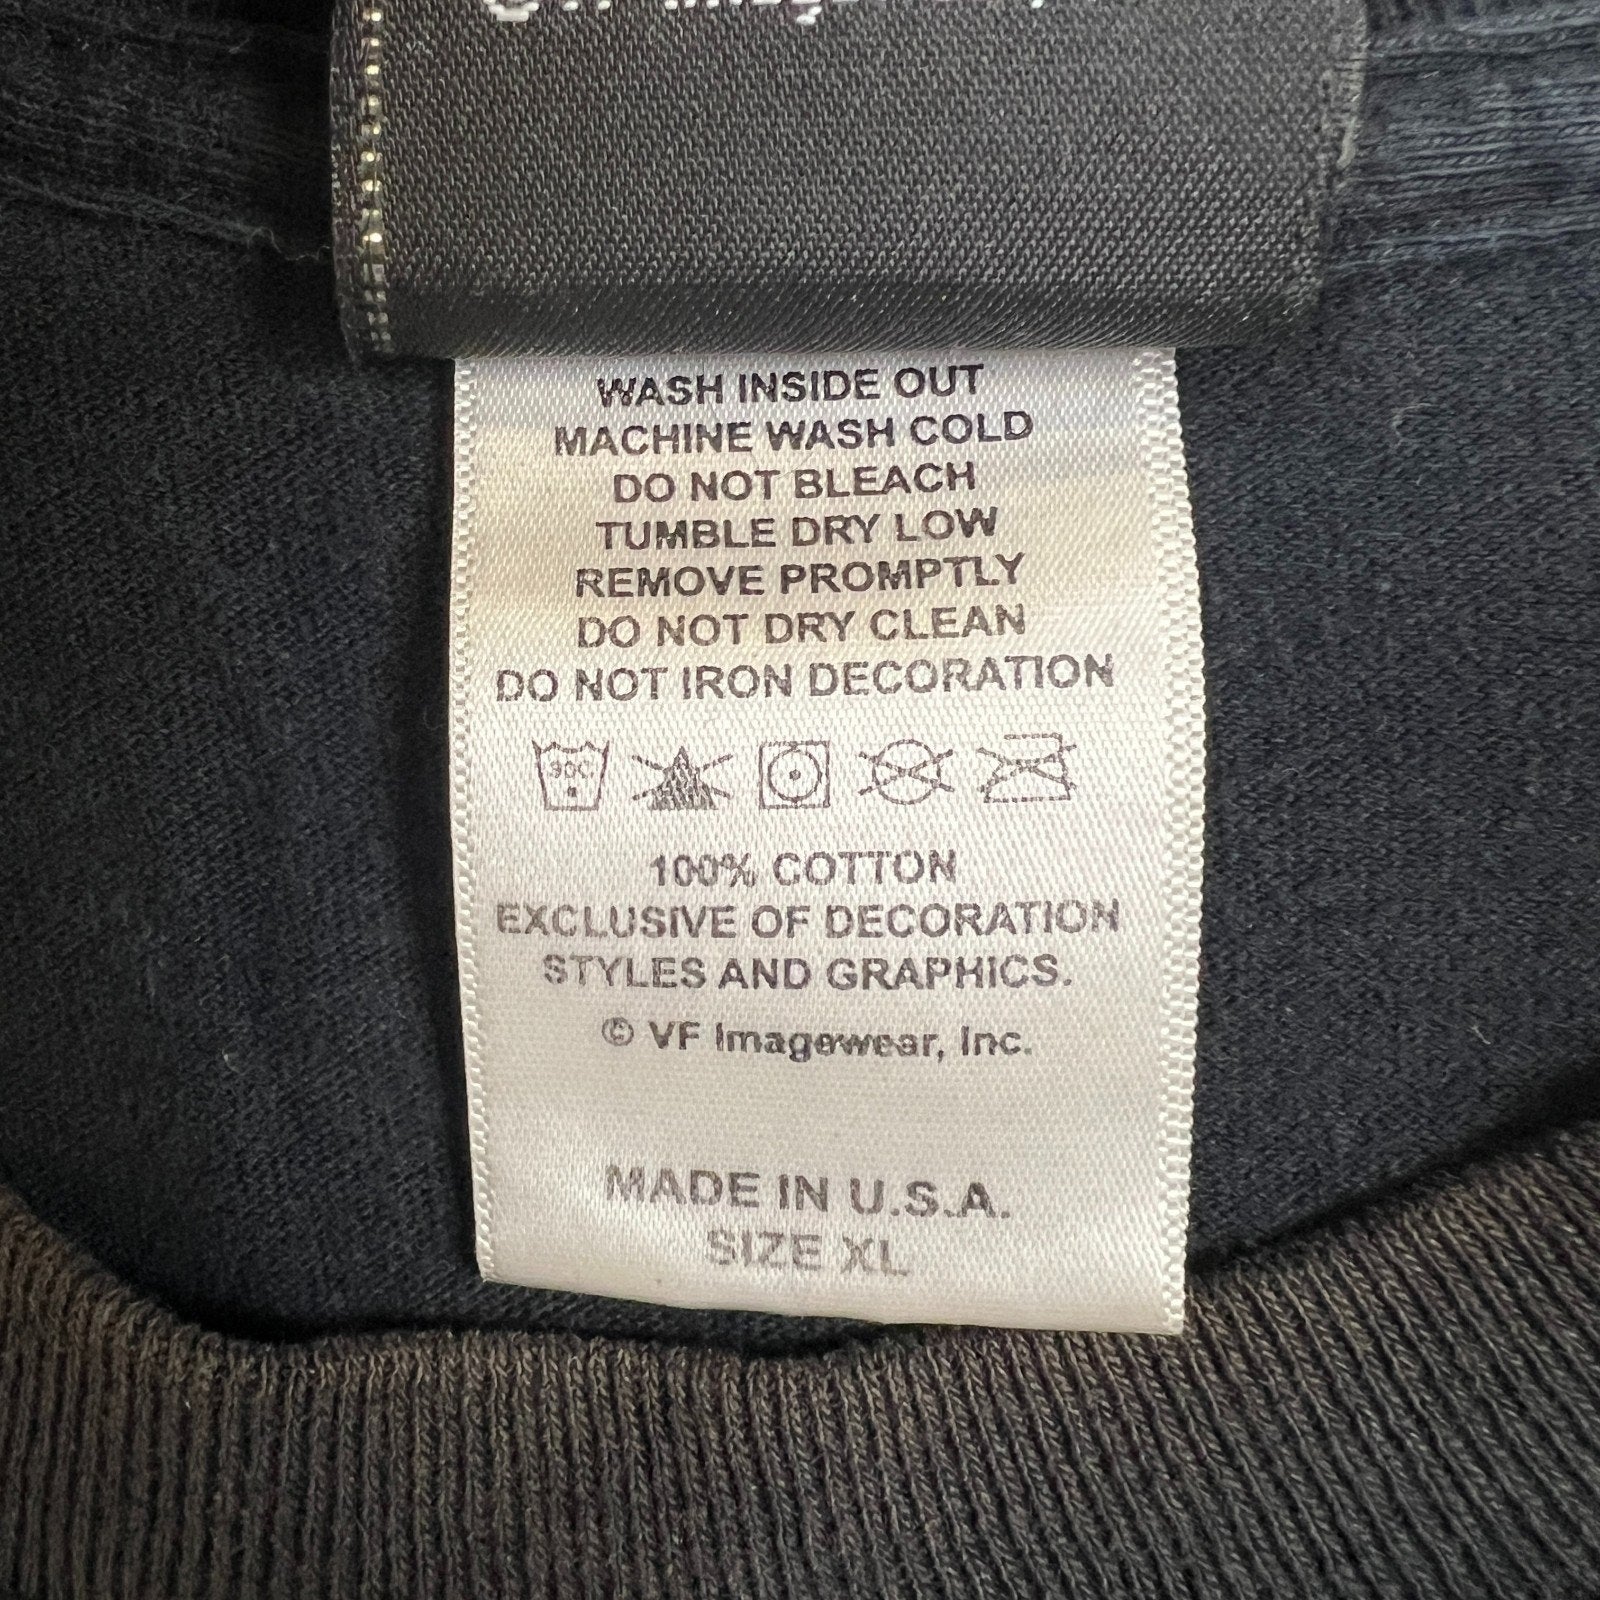 WASH INSIDE OUT
MACHINE WASH COLD
DO NOT BLEACH
TUMBLE DRY LOW
REMOVE PROMPTLY
DO NOT DRY CLEAN
DO NOT IRON DECORATION
30C
100% COTTON
EXCLUSIVE OF DECORATION
STYLES AND GRAPHICS.
© VF Imagewear, Inc.
MADE IN U.S.A.
SIZE XL